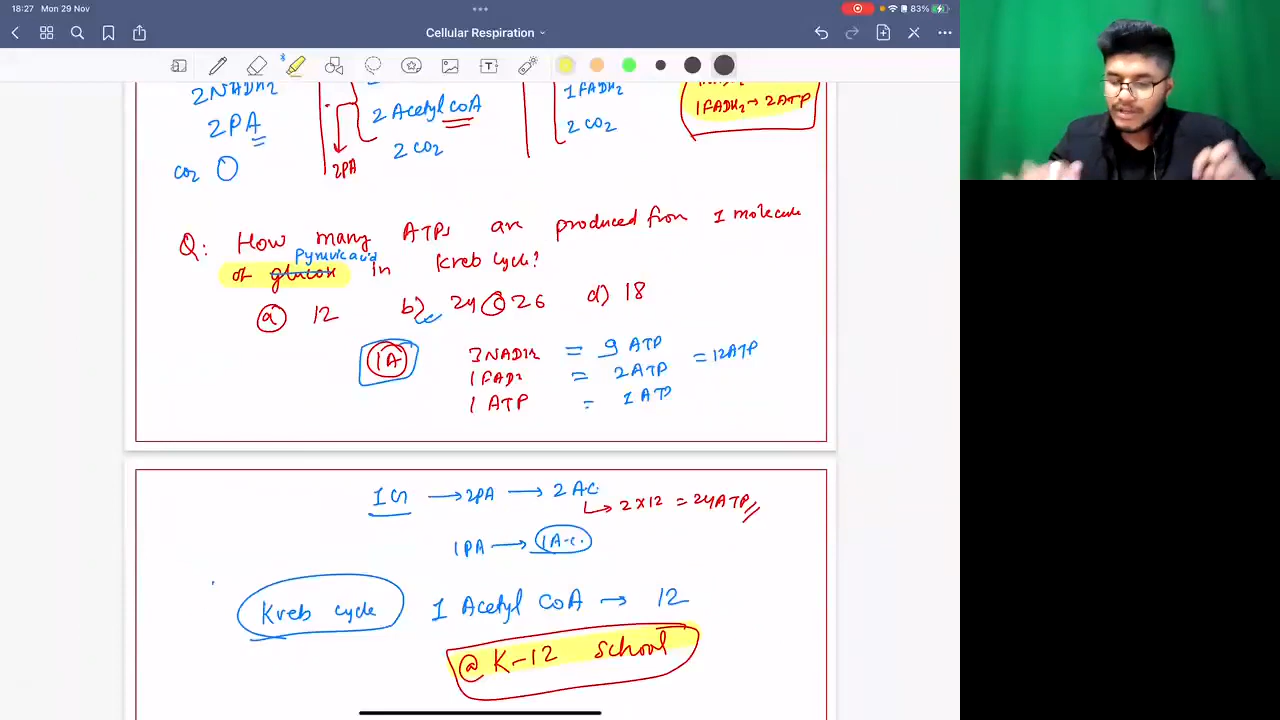 18:27 Mon 29 Nov
83%
Cellular Respiration
2NADH2
2PA
CO2 O
2PA
2 Acetyl CoA
2 CO2
1FADH2
2 CO2
1FADH2 → 2ATP
Q: How many ATPs are produced from 1 molecule
Pyruvic acid
of glucose in Kreb cycle?
a) 12 b) 24 c) 26 d) 18
1A
3NADH2 = 9 ATP
1 FAD2 = 2ATP = 12ATP
1 ATP = 1 ATP
1G → 2PA → 2 A.C.
→ 2 x 12 = 24ATP
1PA → 1A.c.
Kreb cycle 1 Acetyl CoA → 12
@ K-12 school